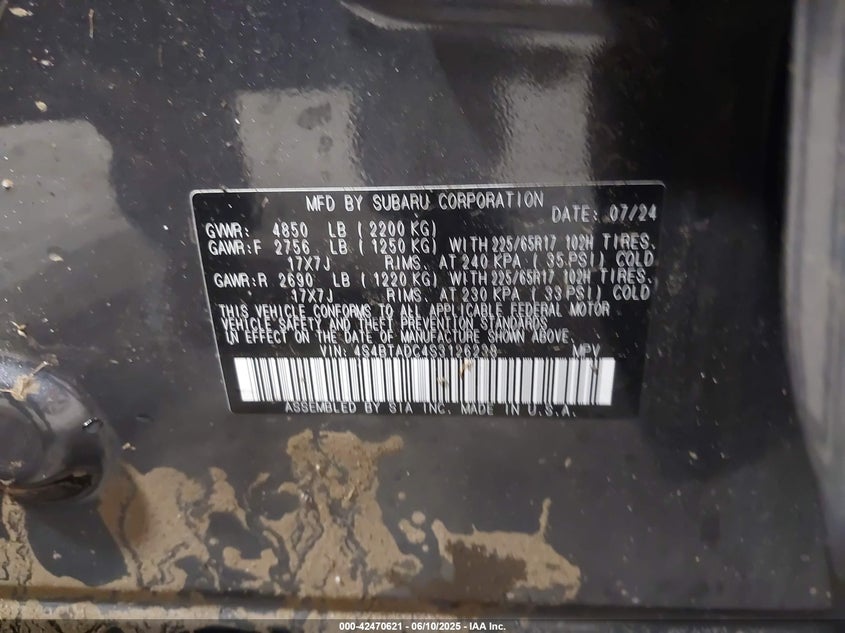 MFD BY SUBARU CORPORATION
DATE: 07/24
GVWR: 4850 LB (2200 KG)
GAWR:F 2756 LB (1250 KG) WITH 225/65R17 102H TIRES.
17X7J RIMS. AT 240 KPA (35 PSI) COLD
GAWR:R 2690 LB (1220 KG) WITH 225/65R17 102H TIRES.
17X7J RIMS. AT 230 KPA (33 PSI) COLD
THIS VEHICLE CONFORMS TO ALL APPLICABLE FEDERAL MOTOR
VEHICLE SAFETY AND THEFT PREVENTION STANDARDS
IN EFFECT ON THE DATE OF MANUFACTURE SHOWN ABOVE.
VIN: 4S4BTADC4S3126238 MPV
ASSEMBLED BY SIA INC. MADE IN U.S.A.
000-42470621 - 06/10/2025 - IAA Inc.